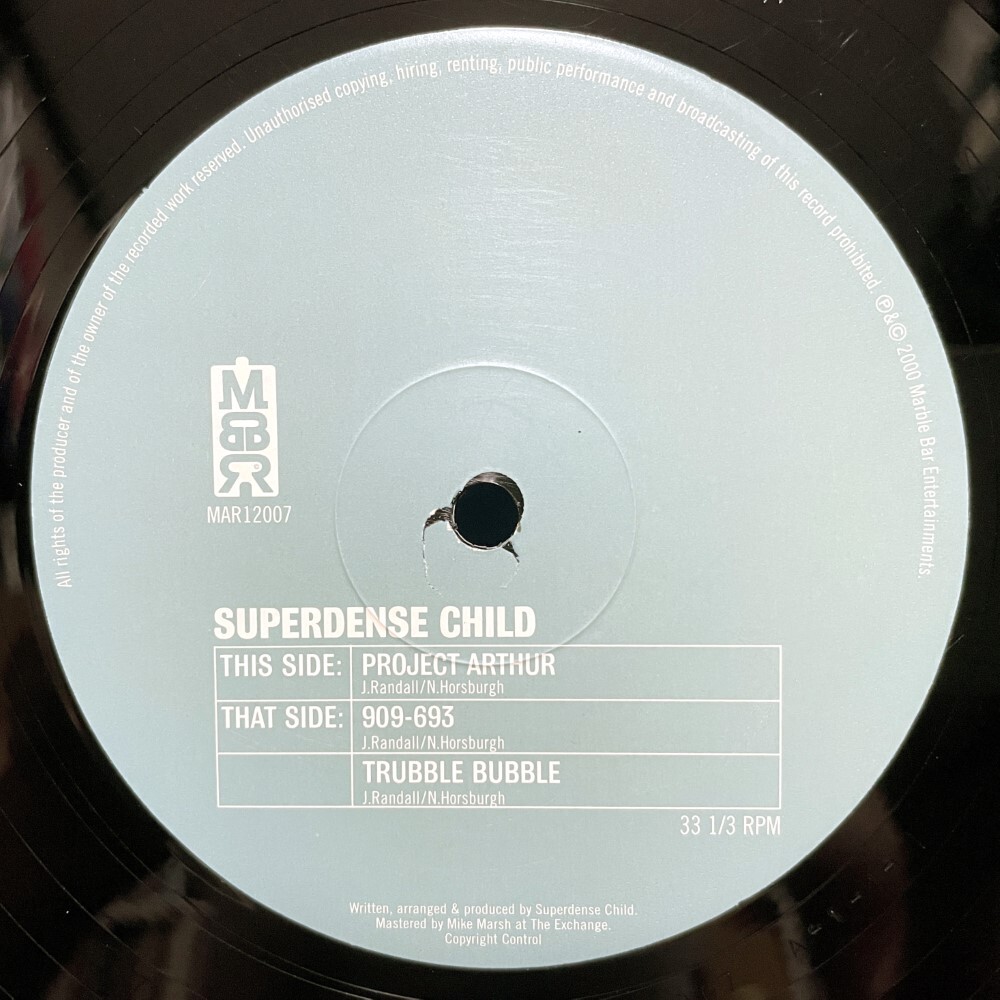 All rights of the producer and of the owner of the recorded work reserved. Unauthorised copying, hiring, renting, public performance and broadcasting of this record prohibited. ℗&© 2000 Marble Bar Entertainments.
M
BB
RR
MAR12007
SUPERDENSE CHILD
THIS SIDE: PROJECT ARTHUR
J.Randall/N.Horsburgh
THAT SIDE: 909-693
J.Randall/N.Horsburgh
TRUBBLE BUBBLE
J.Randall/N.Horsburgh
33 1/3 RPM
Written, arranged & produced by Superdense Child.
Mastered by Mike Marsh at The Exchange.
Copyright Control